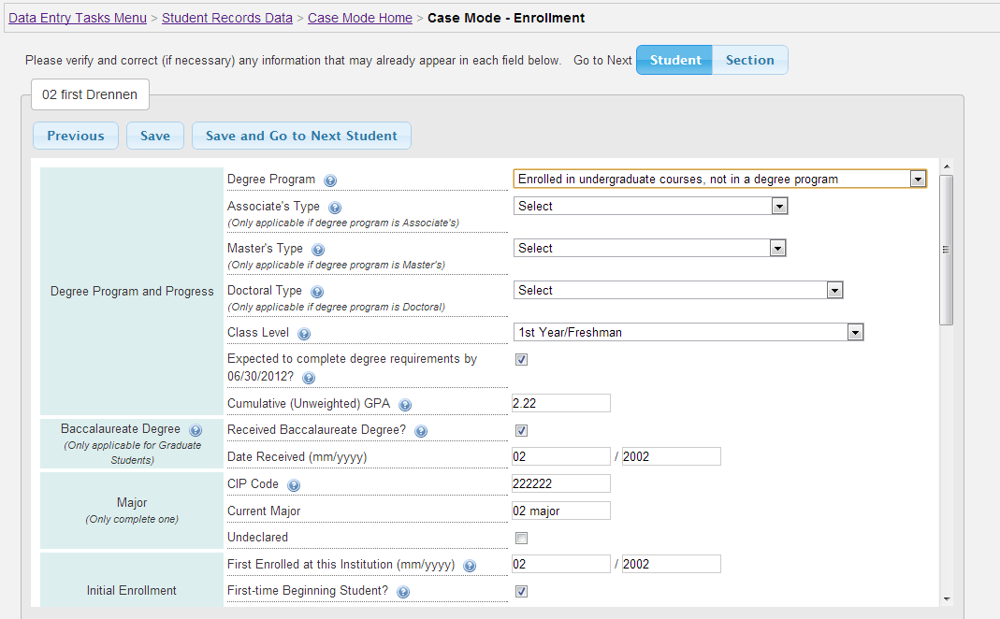 Data Entry Tasks Menu > Student Records Data > Case Mode Home > Case Mode - Enrollment
Please verify and correct (if necessary) any information that may already appear in each field below. Go to Next Student Section
02 first Drennen
Previous Save Save and Go to Next Student
Degree Program and Progress
Degree Program Enrolled in undergraduate courses, not in a degree program
Associate's Type Select
(Only applicable if degree program is Associate's)
Master's Type Select
(Only applicable if degree program is Master's)
Doctoral Type Select
(Only applicable if degree program is Doctoral)
Class Level 1st Year/Freshman
Expected to complete degree requirements by
06/30/2012?
Cumulative (Unweighted) GPA 2.22
Baccalaureate Degree
(Only applicable for Graduate
Students)
Received Baccalaureate Degree?
Date Received (mm/yyyy) 02 / 2002
Major
(Only complete one)
CIP Code 222222
Current Major 02 major
Undeclared
Initial Enrollment
First Enrolled at this Institution (mm/yyyy) 02 / 2002
First-time Beginning Student?